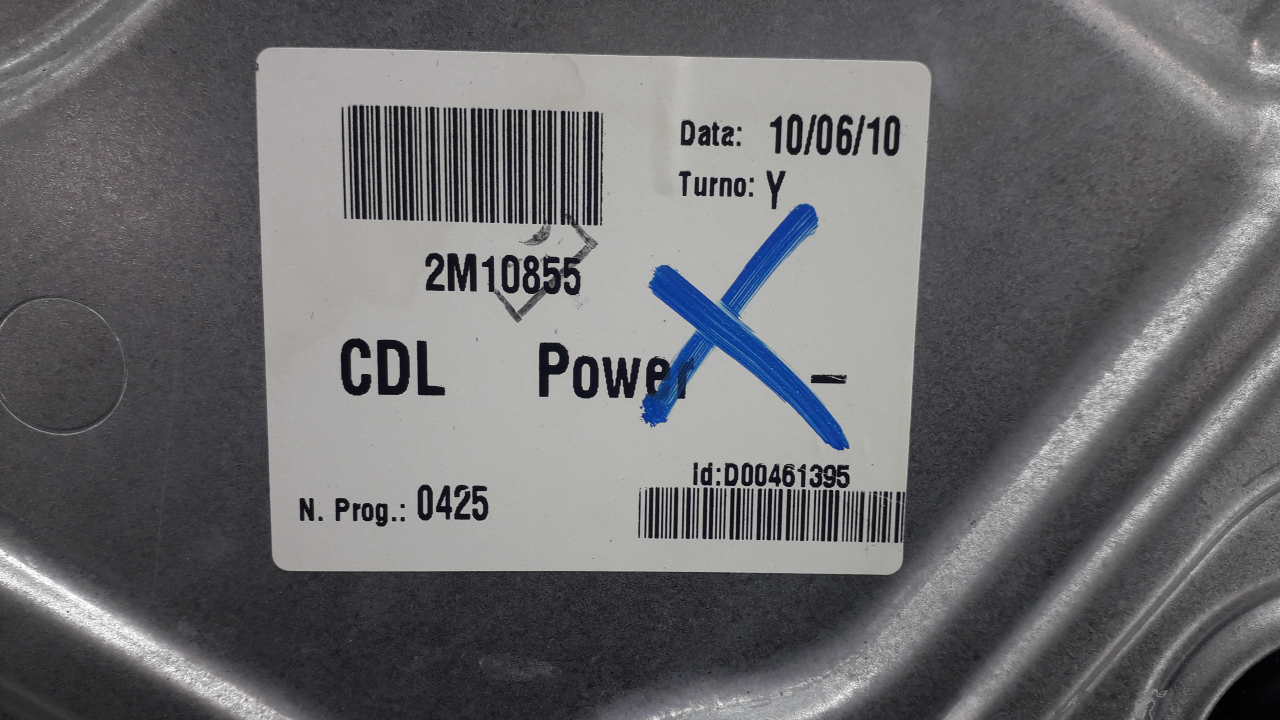 Data: 10/06/10
Turno: Y
2M10855
CDL Power -
Id:D00461395
N. Prog.: 0425